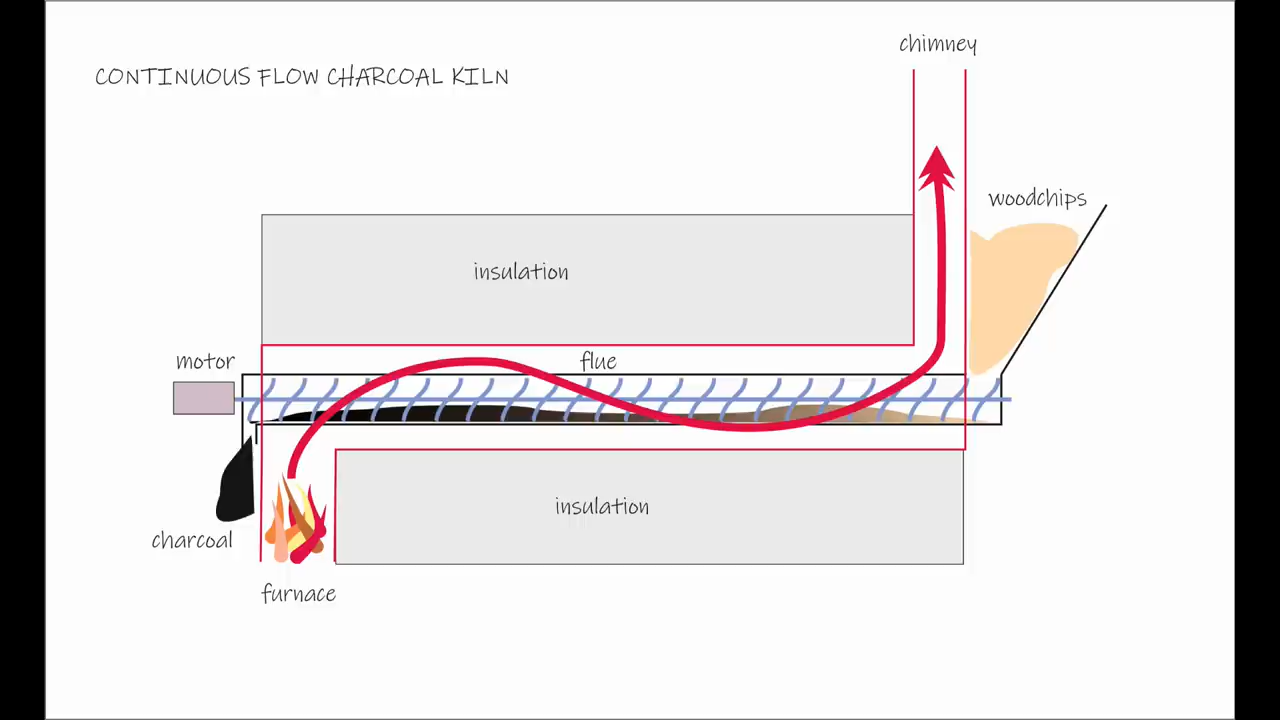 chimney
CONTINUOUS FLOW CHARCOAL KILN
woodchips
insulation
motor
flue
insulation
charcoal
furnace